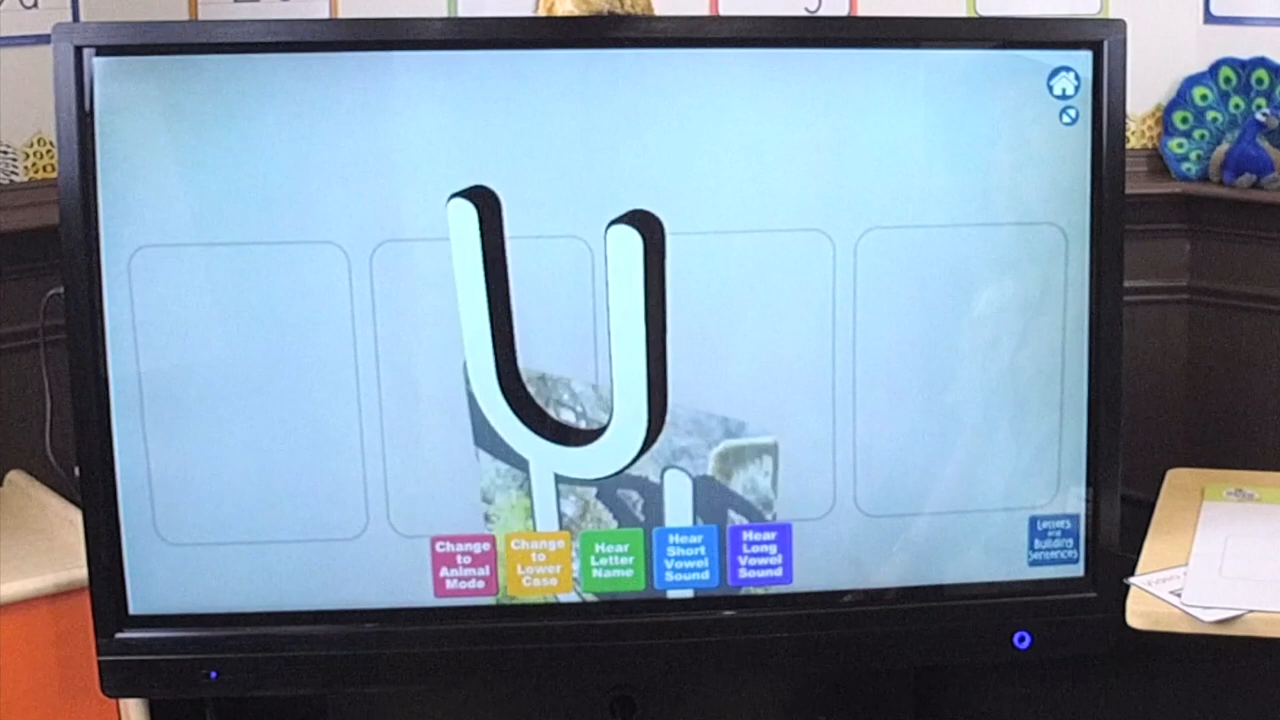 U
Change
to
Animal
Mode
Change
to
Lower
Case
Hear
Letter
Name
Hear
Short
Vowel
Sound
Hear
Long
Vowel
Sound
Letters
and
Building
Sentences